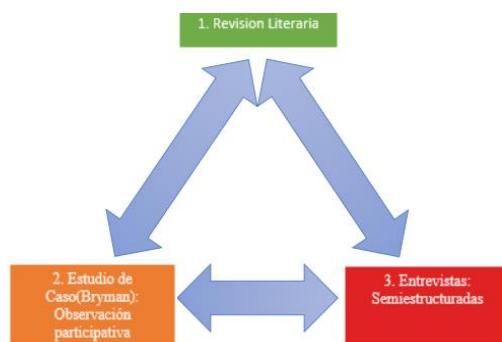 1. Revision Literaria
2. Estudio de
Caso(Bryman):
Observación
participativa
3. Entrevistas:
Semiestructuradas